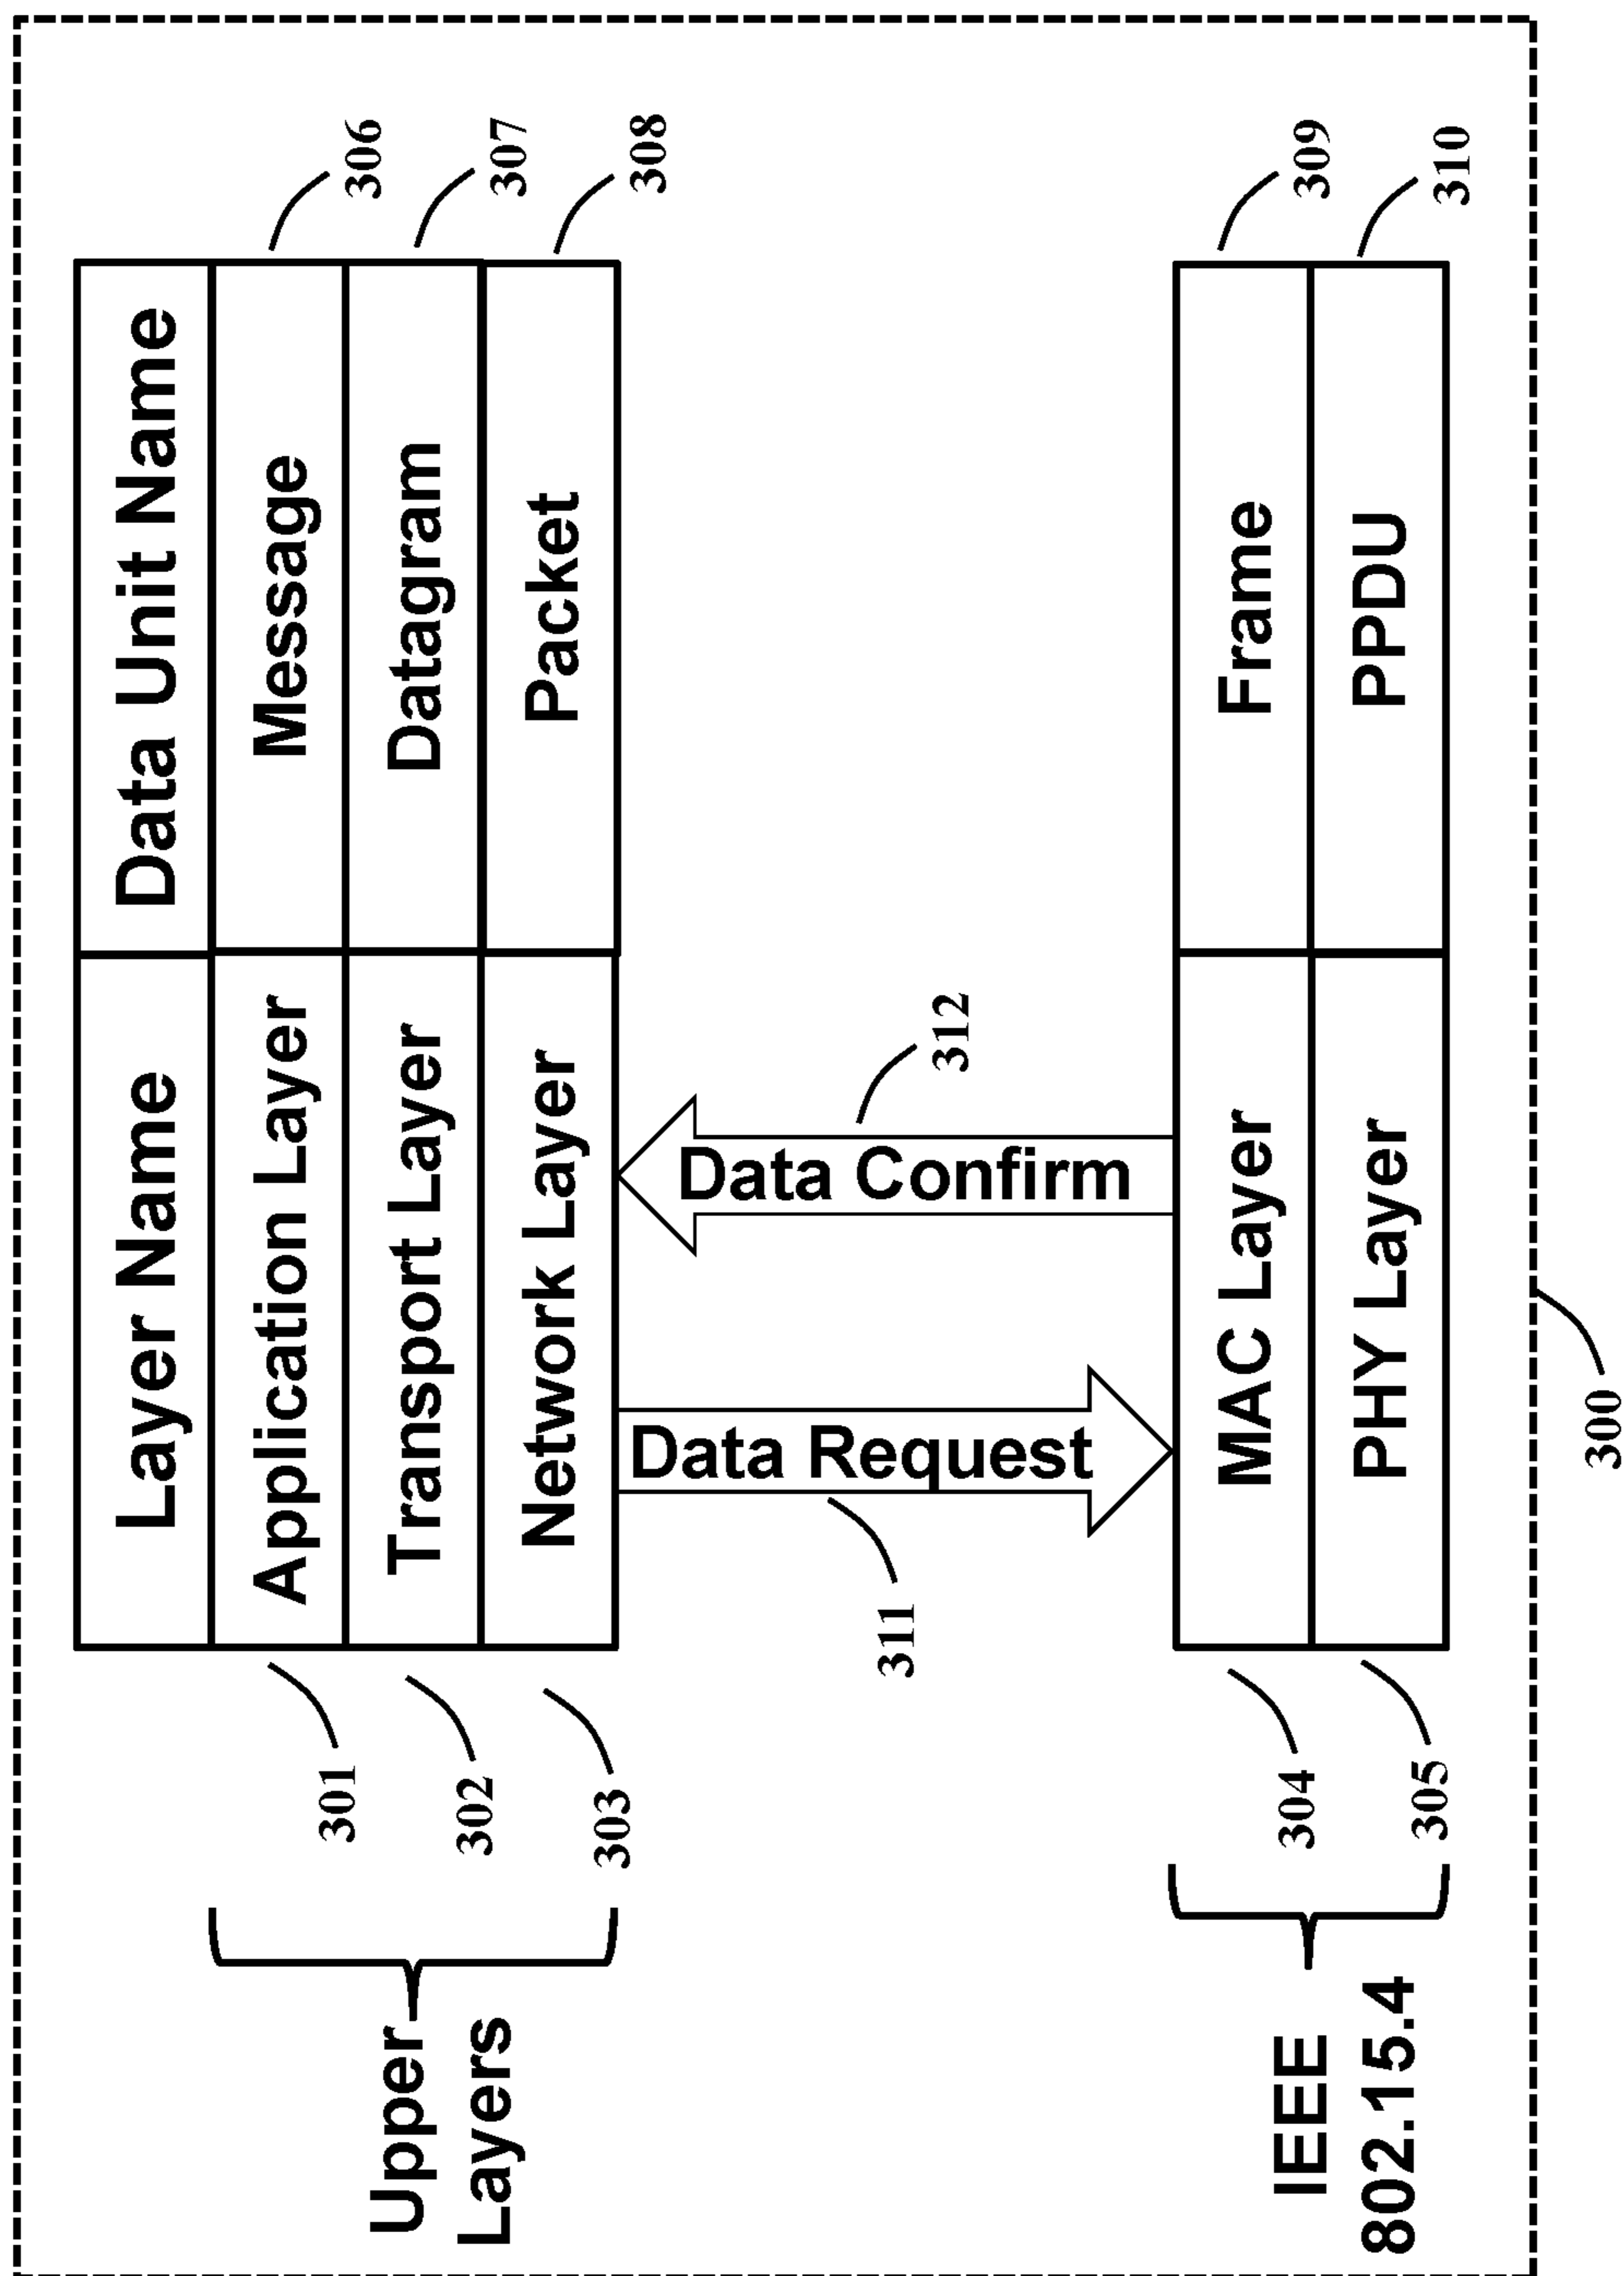 Layer Name
Data Unit Name
301
Application Layer
Message
306
Upper
Layers
302
Transport Layer
Datagram
307
303
Network Layer
Packet
308
311
Data Request
Data Confirm
312
IEEE
802.15.4
304
MAC Layer
Frame
309
305
PHY Layer
PPDU
310
300